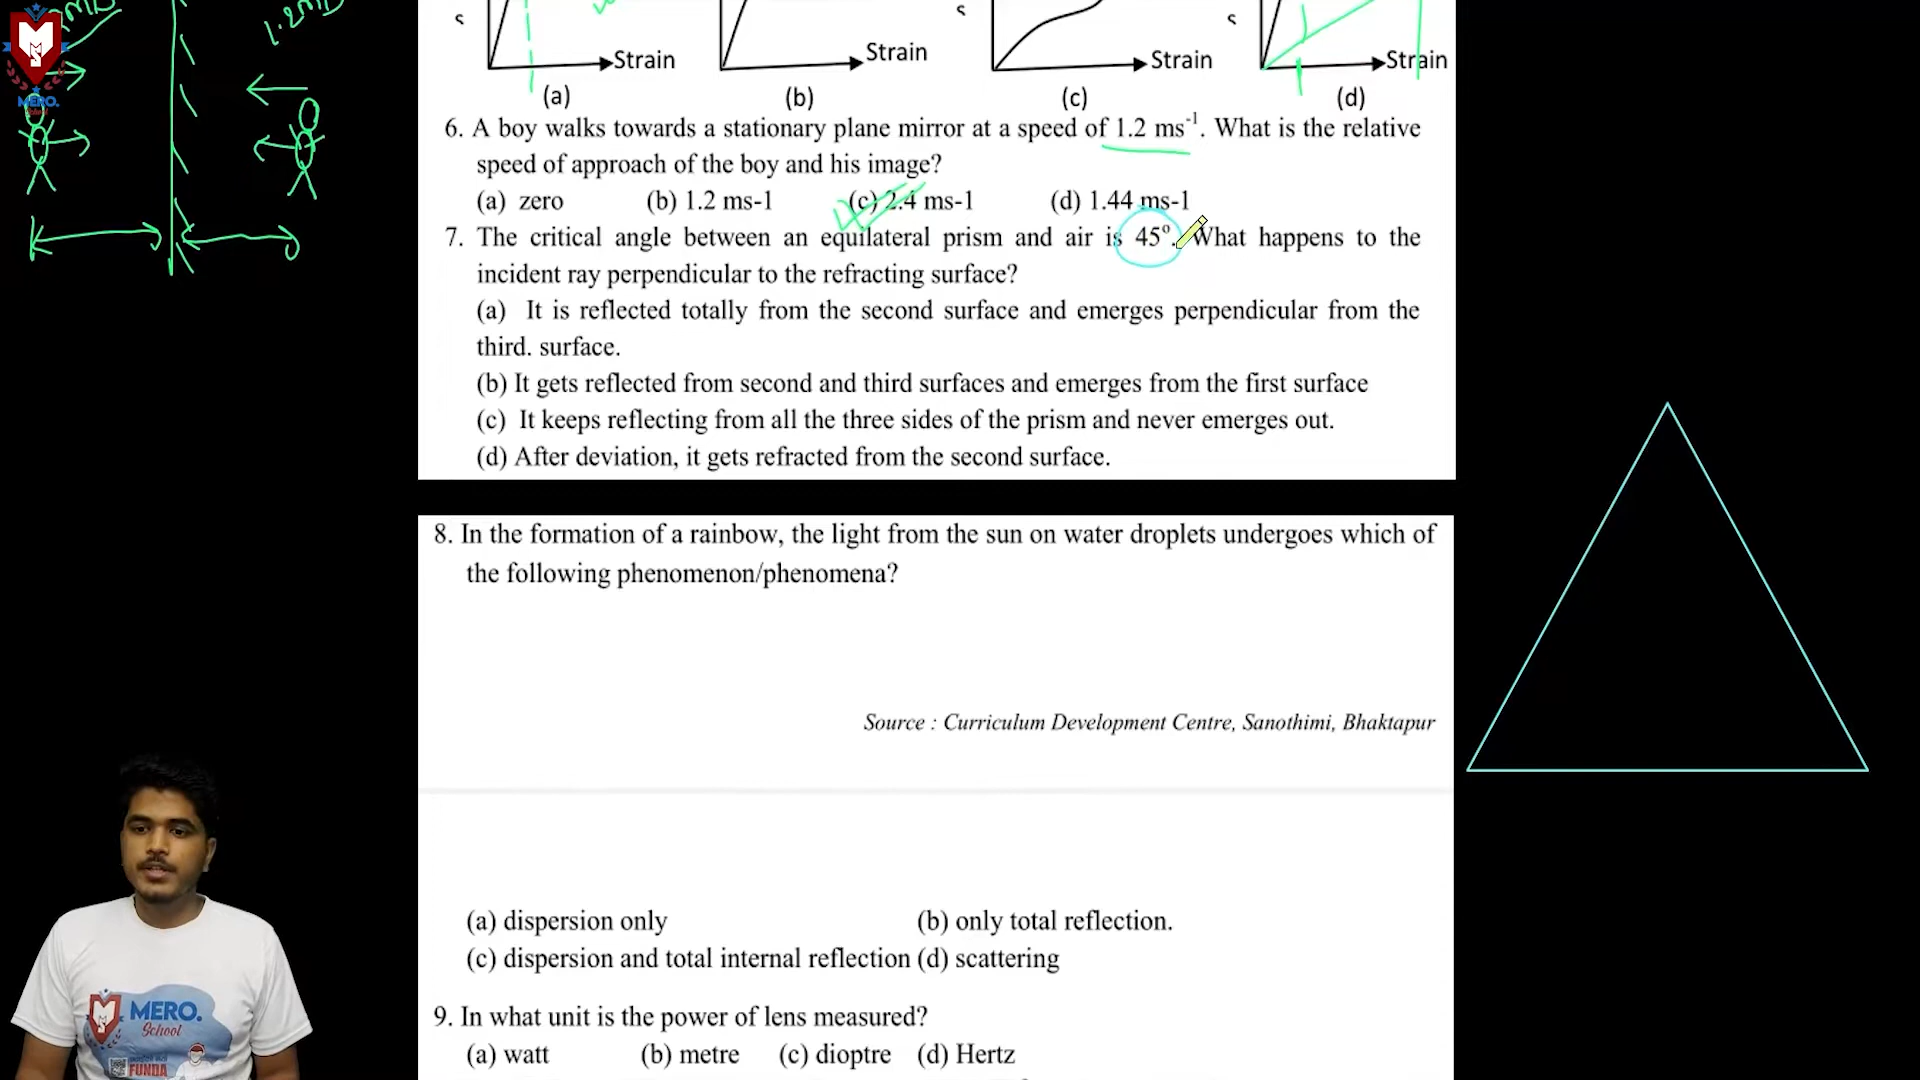 1.2
Strain
Strain
Strain
Strain
(a)
(b)
(c)
(d)
MERO.
School
6. A boy walks towards a stationary plane mirror at a speed of 1.2 ms⁻¹. What is the relative
speed of approach of the boy and his image?
(a) zero (b) 1.2 ms-1 (c) 2.4 ms-1 (d) 1.44 ms-1
7. The critical angle between an equilateral prism and air is 45°. What happens to the
incident ray perpendicular to the refracting surface?
(a) It is reflected totally from the second surface and emerges perpendicular from the
third. surface.
(b) It gets reflected from second and third surfaces and emerges from the first surface
(c) It keeps reflecting from all the three sides of the prism and never emerges out.
(d) After deviation, it gets refracted from the second surface.
8. In the formation of a rainbow, the light from the sun on water droplets undergoes which of
the following phenomenon/phenomena?
Source : Curriculum Development Centre, Sanothimi, Bhaktapur
(a) dispersion only (b) only total reflection.
(c) dispersion and total internal reflection (d) scattering
9. In what unit is the power of lens measured?
(a) watt (b) metre (c) dioptre (d) Hertz
MERO.
School
FUNDA